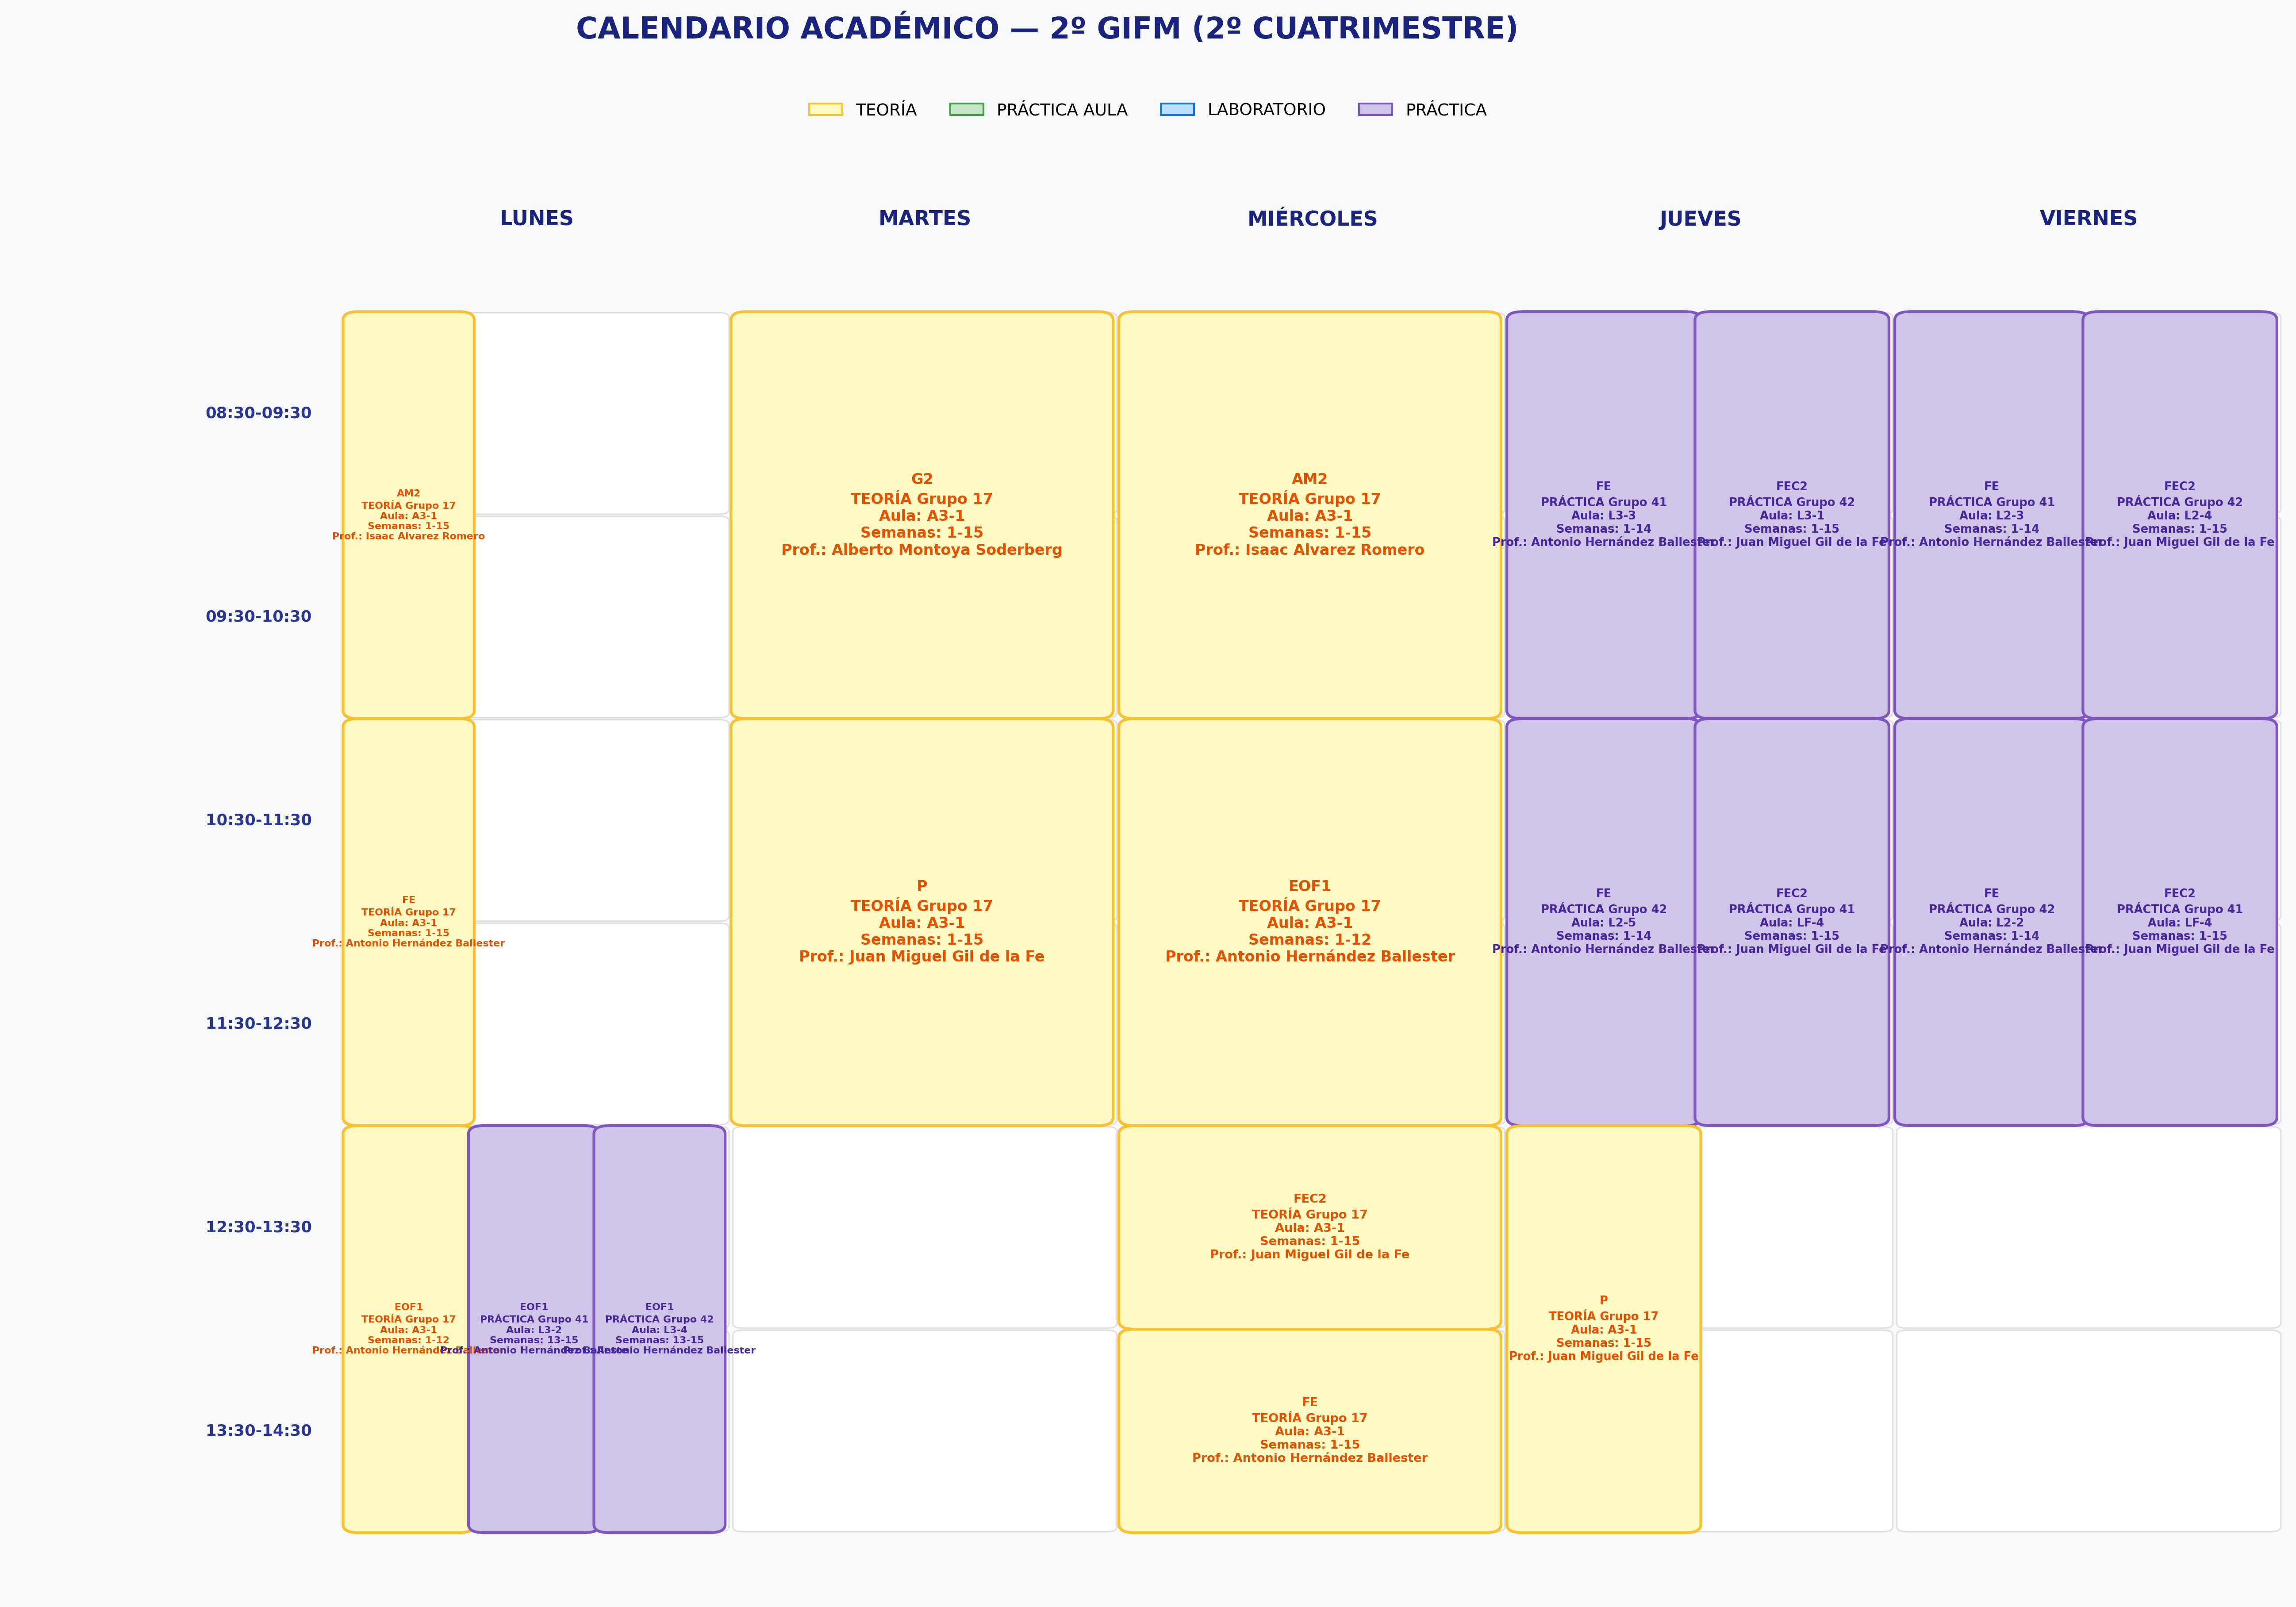 CALENDARIO ACADÉMICO — 2º GIFM (2º CUATRIMESTRE)
TEORÍA
PRÁCTICA AULA
LABORATORIO
PRÁCTICA
LUNES
MARTES
MIÉRCOLES
JUEVES
VIERNES
08:30-09:30
09:30-10:30
AM2
TEORÍA Grupo 17
Aula: A3-1
Semanas: 1-15
Prof.: Isaac Alvarez Romero
G2
TEORÍA Grupo 17
Aula: A3-1
Semanas: 1-15
Prof.: Alberto Montoya Soderberg
AM2
TEORÍA Grupo 17
Aula: A3-1
Semanas: 1-15
Prof.: Isaac Alvarez Romero
FE
PRÁCTICA Grupo 41
Aula: L3-3
Semanas: 1-14
Prof.: Antonio Hernández Ballester
FEC2
PRÁCTICA Grupo 42
Aula: L3-1
Semanas: 1-15
Prof.: Juan Miguel Gil de la Fe
FE
PRÁCTICA Grupo 41
Aula: L2-3
Semanas: 1-14
Prof.: Antonio Hernández Ballester
FEC2
PRÁCTICA Grupo 42
Aula: L2-4
Semanas: 1-15
Prof.: Juan Miguel Gil de la Fe
10:30-11:30
11:30-12:30
FE
TEORÍA Grupo 17
Aula: A3-1
Semanas: 1-15
Prof.: Antonio Hernández Ballester
P
TEORÍA Grupo 17
Aula: A3-1
Semanas: 1-15
Prof.: Juan Miguel Gil de la Fe
EOF1
TEORÍA Grupo 17
Aula: A3-1
Semanas: 1-12
Prof.: Antonio Hernández Ballester
FE
PRÁCTICA Grupo 42
Aula: L2-5
Semanas: 1-14
Prof.: Antonio Hernández Ballester
FEC2
PRÁCTICA Grupo 41
Aula: LF-4
Semanas: 1-15
Prof.: Juan Miguel Gil de la Fe
FE
PRÁCTICA Grupo 42
Aula: L2-2
Semanas: 1-14
Prof.: Antonio Hernández Ballester
FEC2
PRÁCTICA Grupo 41
Aula: LF-4
Semanas: 1-15
Prof.: Juan Miguel Gil de la Fe
12:30-13:30
13:30-14:30
EOF1
TEORÍA Grupo 17
Aula: A3-1
Semanas: 1-12
Prof.: Antonio Hernández Ballester
EOF1
PRÁCTICA Grupo 41
Aula: L3-2
Semanas: 13-15
Prof.: Antonio Hernández Ballester
EOF1
PRÁCTICA Grupo 42
Aula: L3-4
Semanas: 13-15
Prof.: Antonio Hernández Ballester
FEC2
TEORÍA Grupo 17
Aula: A3-1
Semanas: 1-15
Prof.: Juan Miguel Gil de la Fe
FE
TEORÍA Grupo 17
Aula: A3-1
Semanas: 1-15
Prof.: Antonio Hernández Ballester
P
TEORÍA Grupo 17
Aula: A3-1
Semanas: 1-15
Prof.: Juan Miguel Gil de la Fe